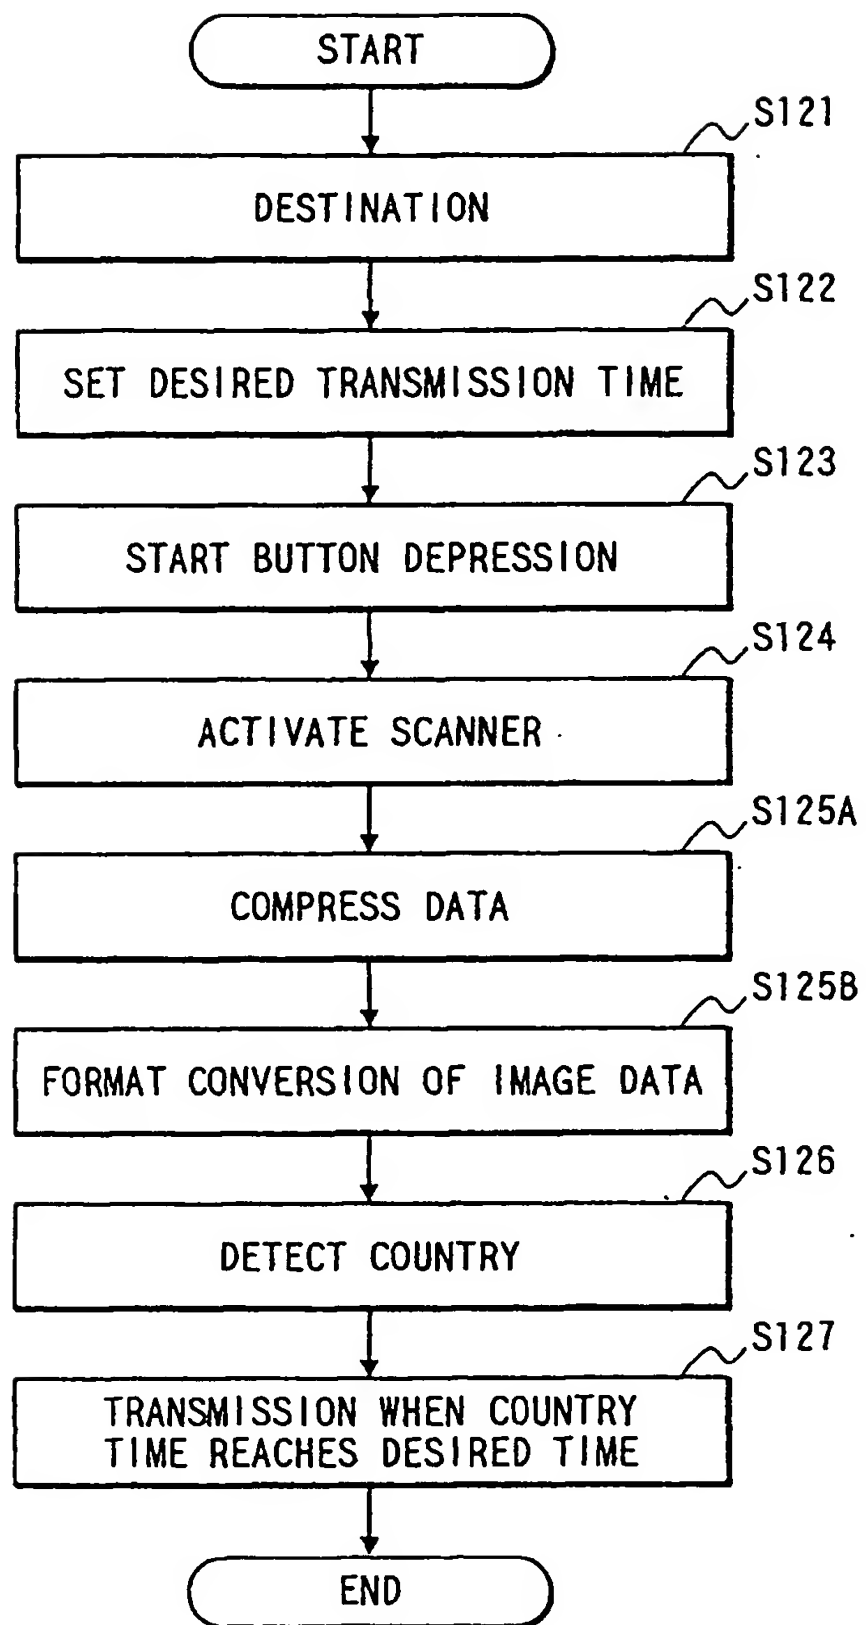 START
S121
DESTINATION
S122
SET DESIRED TRANSMISSION TIME
S123
START BUTTON DEPRESSION
S124
ACTIVATE SCANNER
S125A
COMPRESS DATA
S125B
FORMAT CONVERSION OF IMAGE DATA
S126
DETECT COUNTRY
S127
TRANSMISSION WHEN COUNTRY
TIME REACHES DESIRED TIME
END